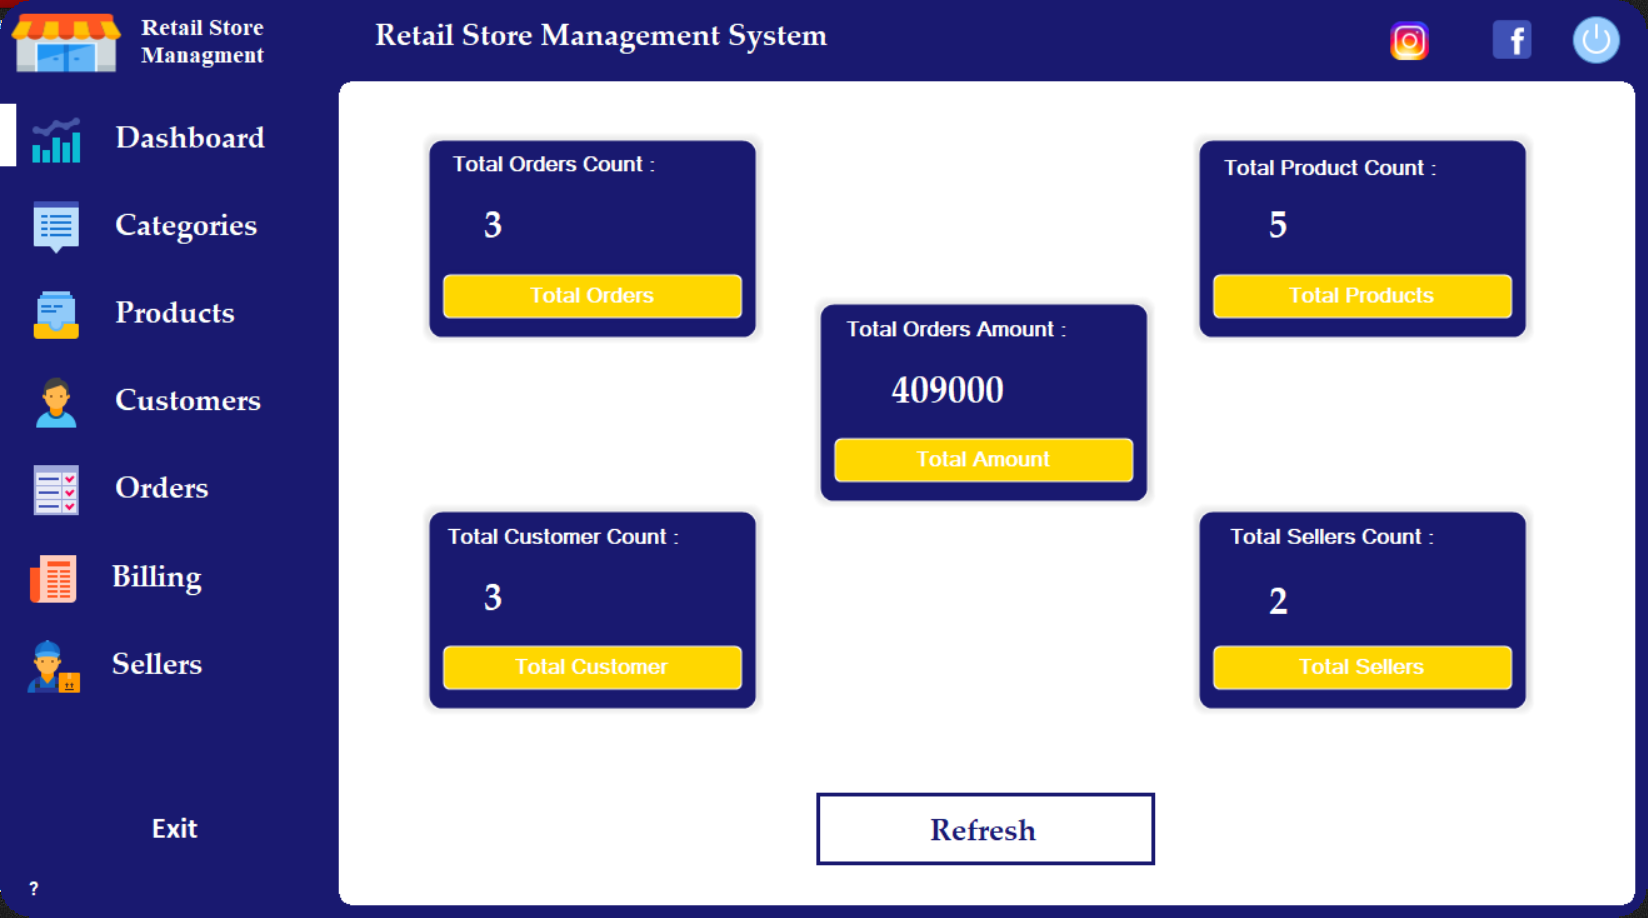 Retail Store
Managment
Retail Store Management System
Dashboard
Categories
Products
Customers
Orders
Billing
Sellers
Exit
?
Total Orders Count :
3
Total Orders
Total Product Count :
5
Total Products
Total Orders Amount :
409000
Total Amount
Total Customer Count :
3
Total Customer
Total Sellers Count :
2
Total Sellers
Refresh